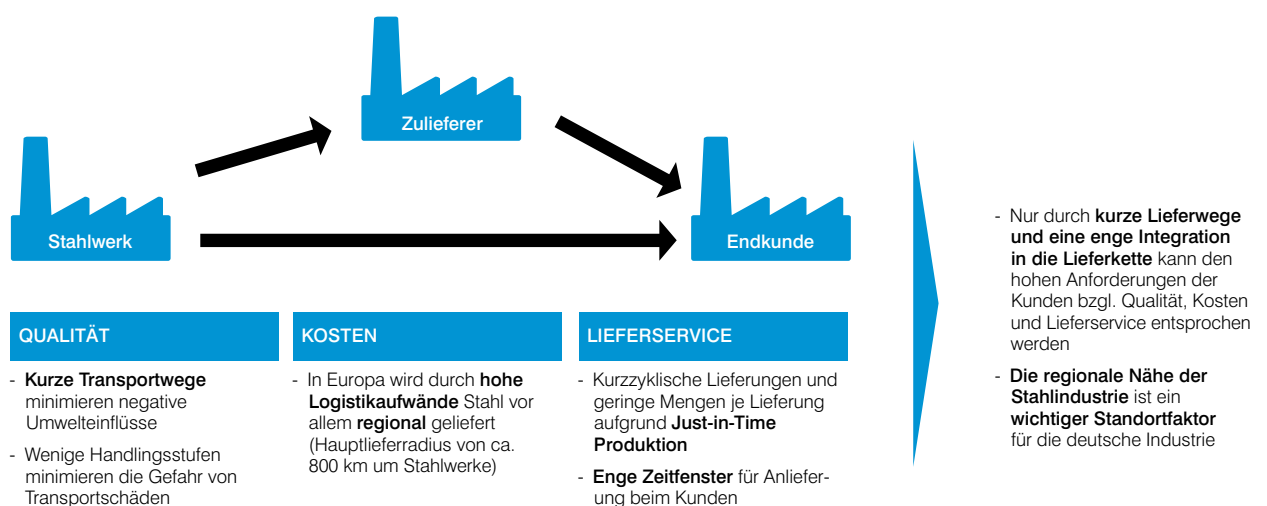 Zulieferer
Stahlwerk
Endkunde
QUALITÄT
- Kurze Transportwege
minimieren negative
Umwelteinflüsse
- Wenige Handlingsstufen
minimieren die Gefahr von
Transportschäden
KOSTEN
- In Europa wird durch hohe
Logistikaufwände Stahl vor
allem regional geliefert
(Hauptlieferradius von ca.
800 km um Stahlwerke)
LIEFERSERVICE
- Kurzzyklische Lieferungen und
geringe Mengen je Lieferung
aufgrund Just-in-Time
Produktion
- Enge Zeitfenster für Anliefer-
ung beim Kunden
- Nur durch kurze Lieferwege
und eine enge Integration
in die Lieferkette kann den
hohen Anforderungen der
Kunden bzgl. Qualität, Kosten
und Lieferservice entsprochen
werden
- Die regionale Nähe der
Stahlindustrie ist ein
wichtiger Standortfaktor
für die deutsche Industrie